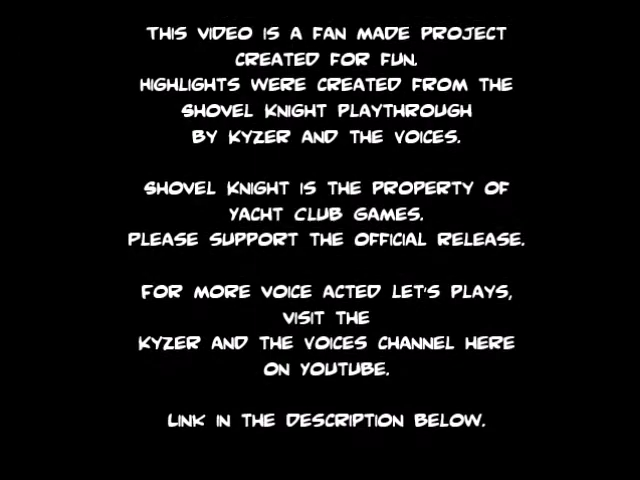 THIS VIDEO IS A FAN MADE PROJECT
CREATED FOR FUN.
HIGHLIGHTS WERE CREATED FROM THE
SHOVEL KNIGHT PLAYTHROUGH
BY KYZER AND THE VOICES.
SHOVEL KNIGHT IS THE PROPERTY OF
YACHT CLUB GAMES.
PLEASE SUPPORT THE OFFICIAL RELEASE.
FOR MORE VOICE ACTED LET'S PLAYS,
VISIT THE
KYZER AND THE VOICES CHANNEL HERE
ON YOUTUBE.
LINK IN THE DESCRIPTION BELOW.